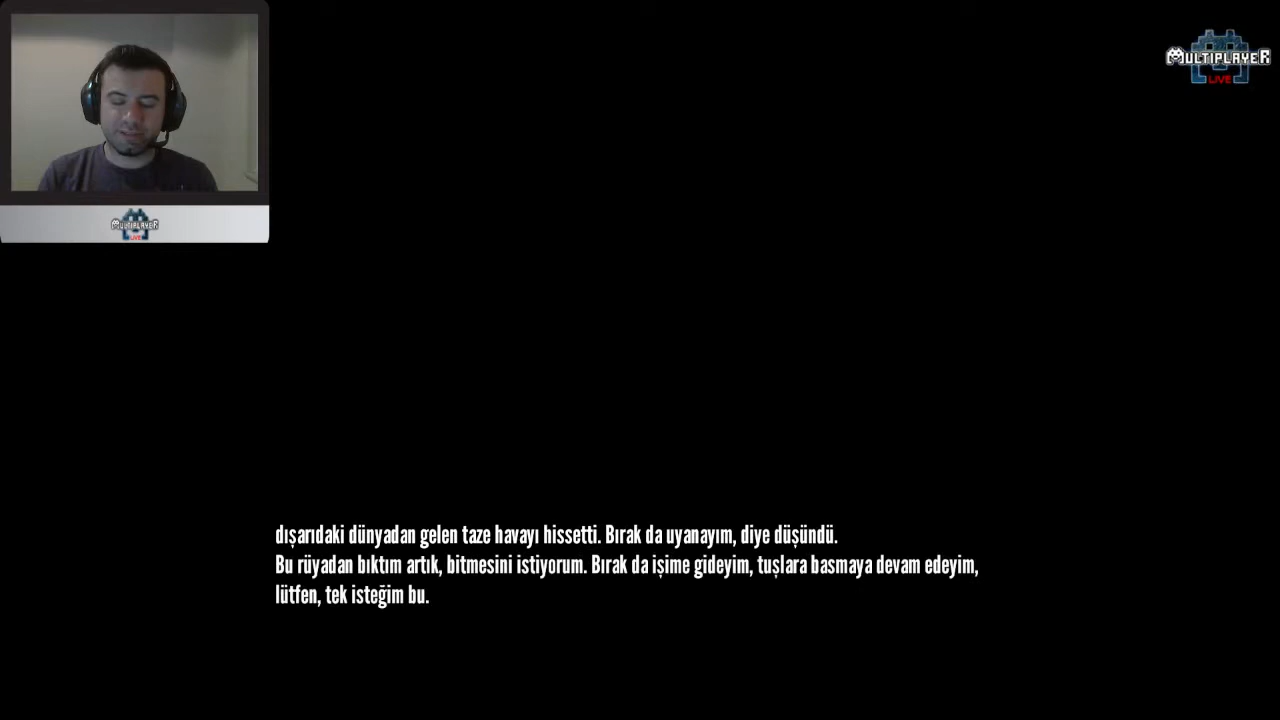 MULTIPLAYER
LIVE
MULTIPLAYER
LIVE
dışarıdaki dünyadan gelen taze havayı hissetti. Bırak da uyanayım, diye düşündü.
Bu rüyadan bıktım artık, bitmesini istiyorum. Bırak da işime gideyim, tuşlara basmaya devam edeyim,
lütfen, tek isteğim bu.